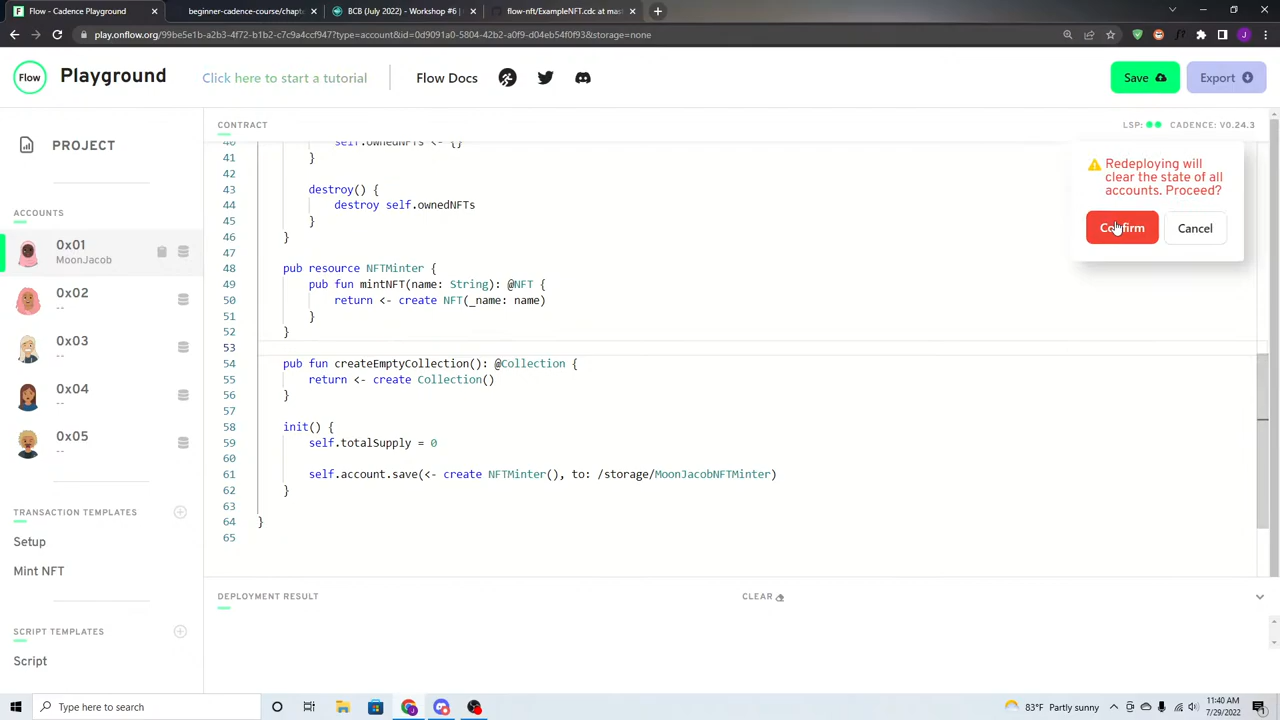 Flow - Cadence Playground
beginner-cadence-course/chapte
BCB (July 2022) - Workshop #6 |
flow-nft/ExampleNFT.cdc at mast
play.onflow.org/99be5e1b-a2b3-4f72-b1b2-c7c9a4ccf947?type=account&id=0d9091a0-5804-42b2-a0f9-d04eb54f0f93&storage=none
Flow
Playground
Click here to start a tutorial
Flow Docs
Save
Export
CONTRACT
LSP:
CADENCE: V0.24.3
PROJECT
ACCOUNTS
0x01
MoonJacob
0x02
--
0x03
--
0x04
--
0x05
--
TRANSACTION TEMPLATES
Setup
Mint NFT
SCRIPT TEMPLATES
Script
40 self.ownedNFTs <- {}
41 }
42
43 destroy() {
44 destroy self.ownedNFTs
45 }
46 }
47
48 pub resource NFTMinter {
49 pub fun mintNFT(name: String): @NFT {
50 return <- create NFT(_name: name)
51 }
52 }
53
54 pub fun createEmptyCollection(): @Collection {
55 return <- create Collection()
56 }
57
58 init() {
59 self.totalSupply = 0
60
61 self.account.save(<- create NFTMinter(), to: /storage/MoonJacobNFTMinter)
62 }
63
64 }
65
Redeploying will
clear the state of all
accounts. Proceed?
Confirm
Cancel
DEPLOYMENT RESULT
CLEAR
Type here to search
83°F Partly sunny
11:40 AM
7/29/2022